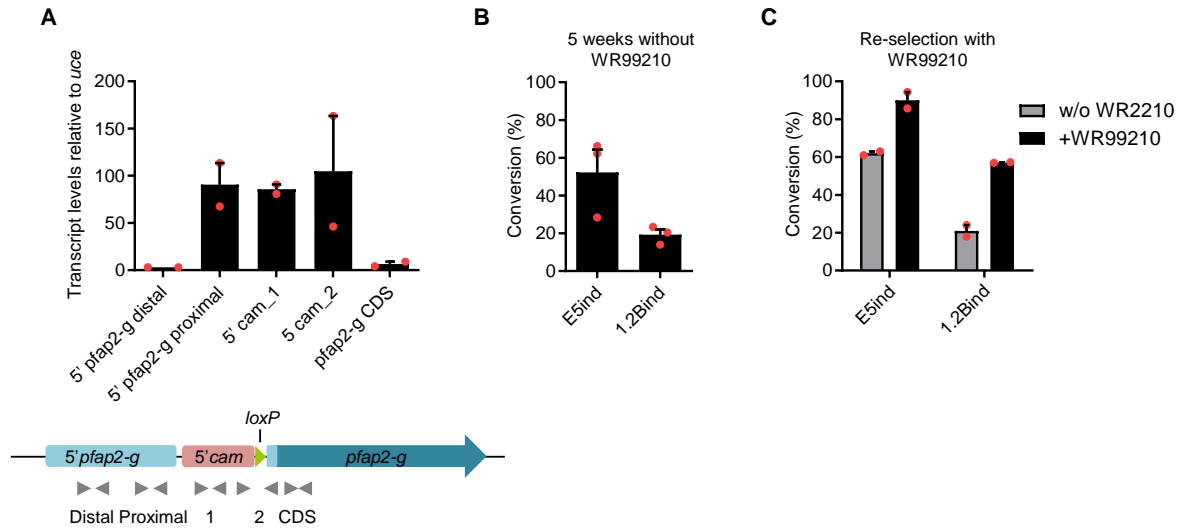 A
Transcript levels relative to uce
200
150
100
50
0
5' pfap2-g distal
5' pfap2-g proximal
5' cam_1
5 cam_2
pfap2-g CDS
B
5 weeks without
WR99210
Conversion (%)
100
80
60
40
20
0
E5ind
1.2Bind
C
Re-selection with
WR99210
Conversion (%)
100
80
60
40
20
0
E5ind
1.2Bind
w/o WR2210
+WR99210
loxP
5' pfap2-g
5' cam
pfap2-g
Distal Proximal 1 2 CDS